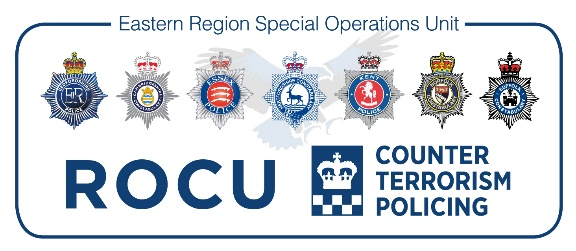 Eastern Region Special Operations Unit
ROCU
COUNTER
TERRORISM
POLICING